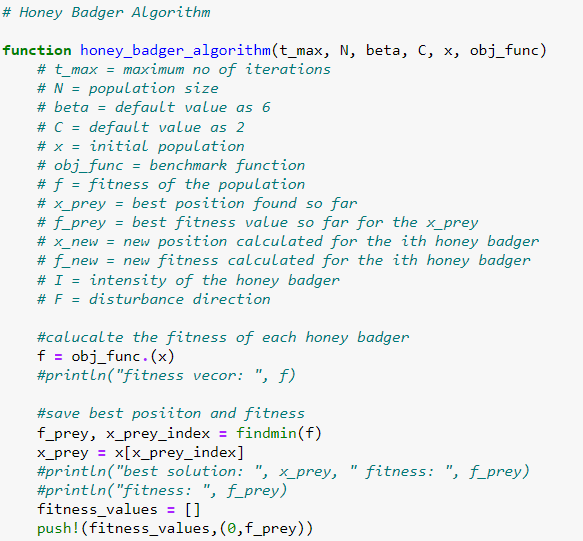 # Honey Badger Algorithm
function honey_badger_algorithm(t_max, N, beta, C, x, obj_func)
# t_max = maximum no of iterations
# N = population size
# beta = default value as 6
# C = default value as 2
# x = initial population
# obj_func = benchmark function
# f = fitness of the population
# x_prey = best position found so far
# f_prey = best fitness value so far for the x_prey
# x_new = new position calculated for the ith honey badger
# f_new = new fitness calculated for the ith honey badger
# I = intensity of the honey badger
# F = disturbance direction
#calucalte the fitness of each honey badger
f = obj_func.(x)
#println("fitness vecor: ", f)
#save best posiiton and fitness
f_prey, x_prey_index = findmin(f)
x_prey = x[x_prey_index]
#println("best solution: ", x_prey, " fitness: ", f_prey)
#println("fitness: ", f_prey)
fitness_values = []
push!(fitness_values,(0,f_prey))